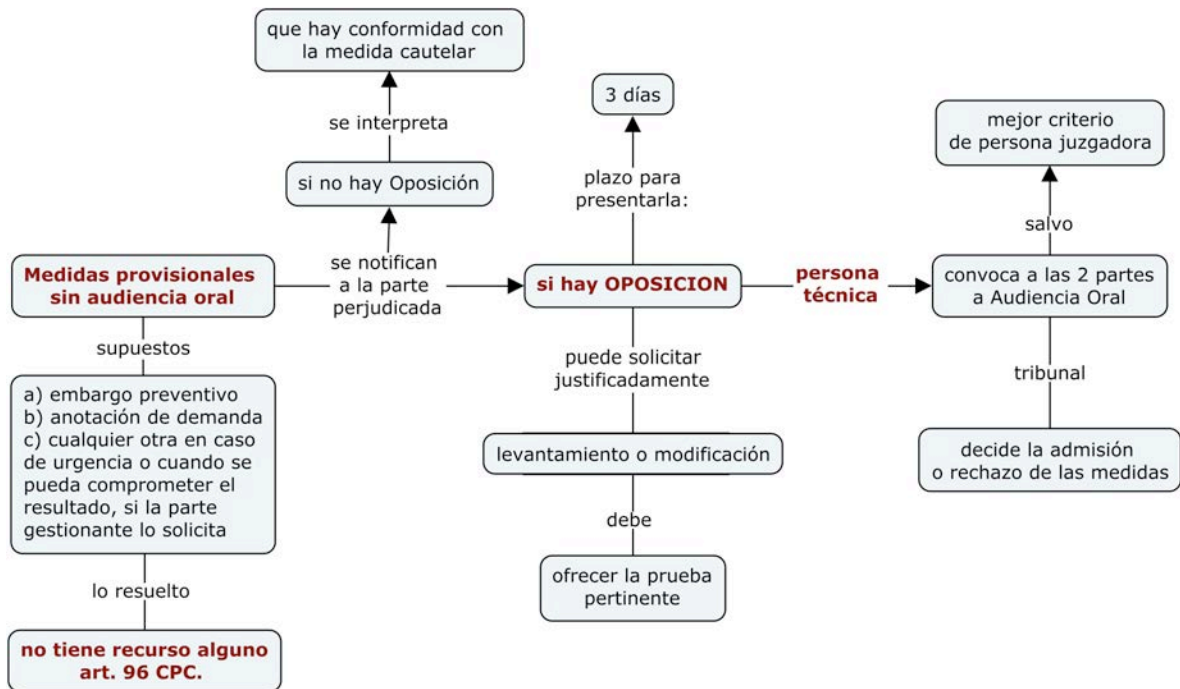 que hay conformidad con
la medida cautelar
se interpreta
si no hay Oposición
3 días
plazo para
presentarla:
mejor criterio
de persona juzgadora
salvo
Medidas provisionales
sin audiencia oral
se notifican
a la parte
perjudicada
si hay OPOSICION
persona
técnica
convoca a las 2 partes
a Audiencia Oral
supuestos
a) embargo preventivo
b) anotación de demanda
c) cualquier otra en caso
de urgencia o cuando se
pueda comprometer el
resultado, si la parte
gestionante lo solicita
lo resuelto
no tiene recurso alguno
art. 96 CPC.
puede solicitar
justificadamente
levantamiento o modificación
debe
ofrecer la prueba
pertinente
tribunal
decide la admisión
o rechazo de las medidas